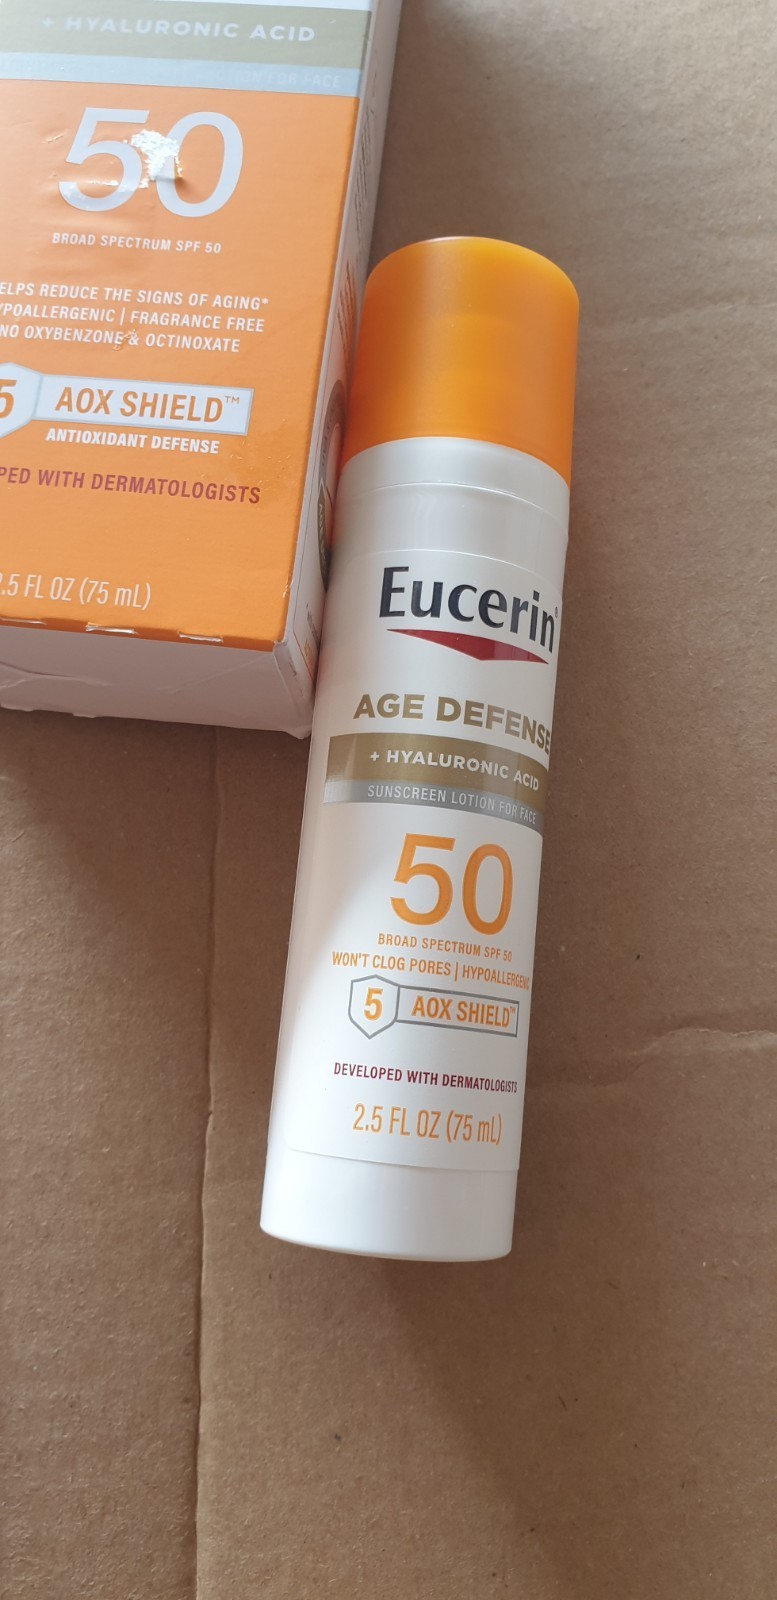 + HYALURONIC ACID
FOR FACE
50
BROAD SPECTRUM SPF 50
ELPS REDUCE THE SIGNS OF AGING*
YPOALLERGENIC | FRAGRANCE FREE
NO OXYBENZONE & OCTINOXATE
5 AOX SHIELD™
ANTIOXIDANT DEFENSE
PED WITH DERMATOLOGISTS
.5 FL OZ (75 mL)
Eucerin®
AGE DEFENSE
+ HYALURONIC ACID
SUNSCREEN LOTION FOR FACE
50
BROAD SPECTRUM SPF 50
WON'T CLOG PORES | HYPOALLERGENIC
5 AOX SHIELD™
DEVELOPED WITH DERMATOLOGISTS
2.5 FL OZ (75 mL)